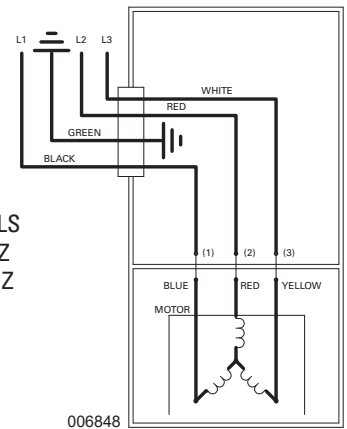 L1 L2 L3
WHITE
RED
GREEN
BLACK
LS
Z
Z
(1) (2) (3)
BLUE RED YELLOW
MOTOR
006848